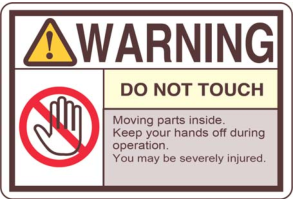 WARNING
DO NOT TOUCH
Moving parts inside.
Keep your hands off during
operation.
You may be severely injured.